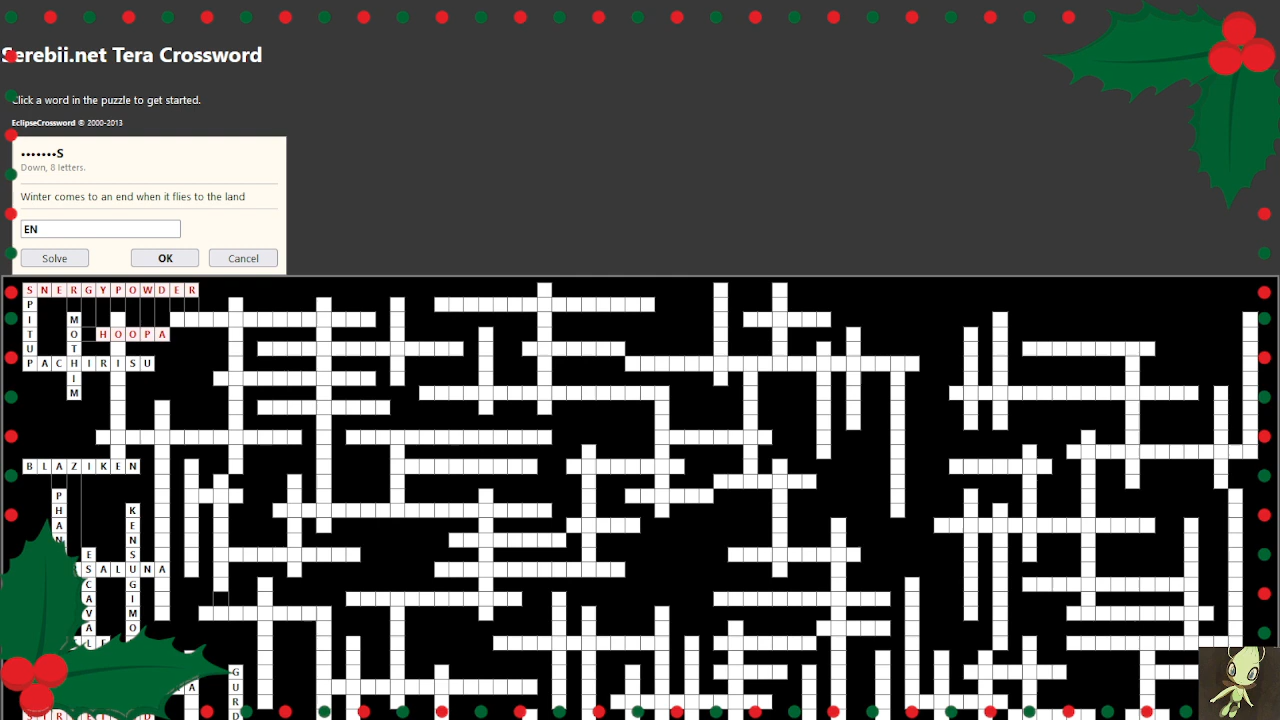 Serebii.net Tera Crossword
Click a word in the puzzle to get started.
EclipseCrossword © 2000-2013
•••••••S
Down, 8 letters.
Winter comes to an end when it flies to the land
EN
Solve OK Cancel
SNERGYPOWDER
P
I M
T O HOOPA
U T
PACHIRISU
I
M
BLAZIKEN
P
H K
A E
N N
E S
SALUNA
C U
A G
V I
A M
L O
E
G
A U
R
D